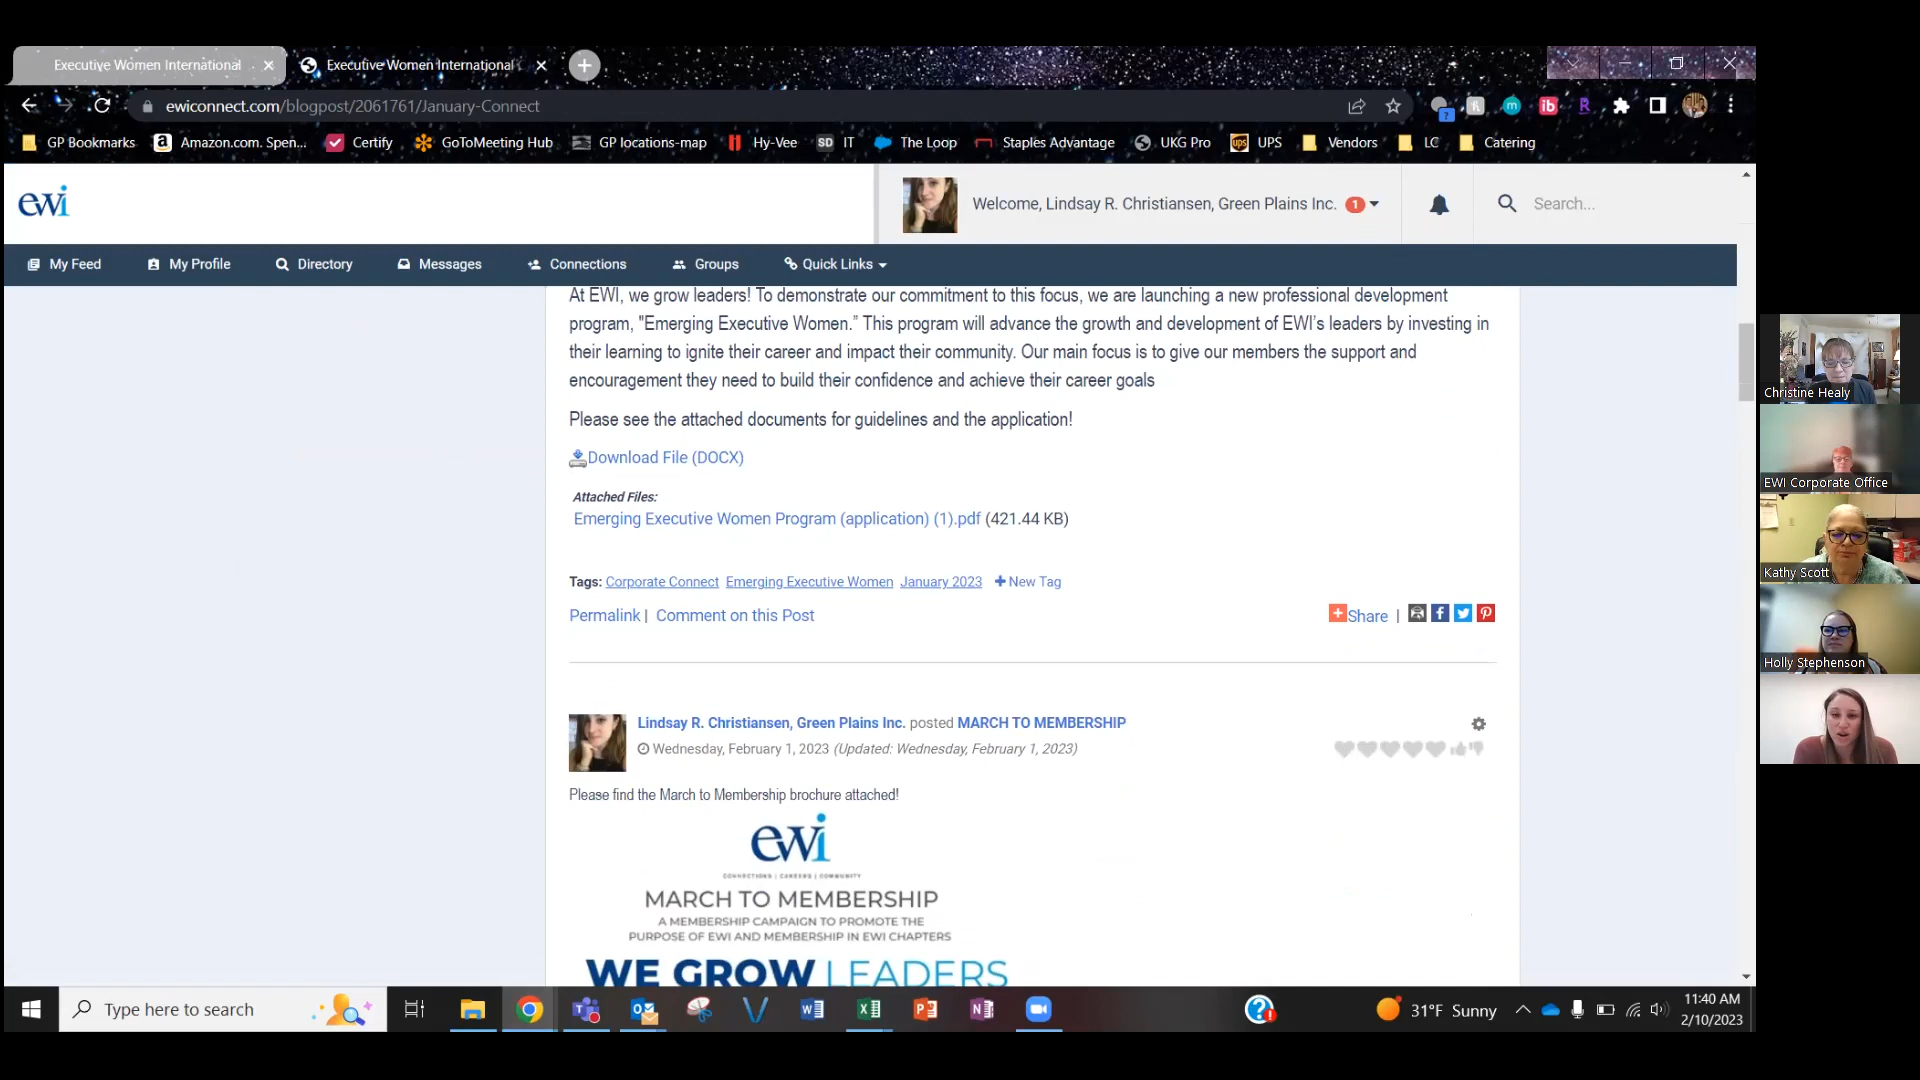 Executive Women International
Executive Women International
ewiconnect.com/blogpost/2061761/January-Connect
GP Bookmarks
Amazon.com. Spen...
Certify
GoToMeeting Hub
GP locations-map
Hy-Vee
SD IT
The Loop
Staples Advantage
UKG Pro
UPS
Vendors
LC
Catering
ewi
Welcome, Lindsay R. Christiansen, Green Plains Inc. 1
Search...
My Feed
My Profile
Directory
Messages
Connections
Groups
Quick Links
At EWI, we grow leaders! To demonstrate our commitment to this focus, we are launching a new professional development
program, "Emerging Executive Women.” This program will advance the growth and development of EWI’s leaders by investing in
their learning to ignite their career and impact their community. Our main focus is to give our members the support and
encouragement they need to build their confidence and achieve their career goals
Please see the attached documents for guidelines and the application!
Download File (DOCX)
Attached Files:
Emerging Executive Women Program (application) (1).pdf (421.44 KB)
Tags: Corporate Connect Emerging Executive Women January 2023 New Tag
Permalink | Comment on this Post
Share |
Lindsay R. Christiansen, Green Plains Inc. posted MARCH TO MEMBERSHIP
Wednesday, February 1, 2023 (Updated: Wednesday, February 1, 2023)
Please find the March to Membership brochure attached!
ewi
CONNECTIONS | CAREERS | COMMUNITY
MARCH TO MEMBERSHIP
A MEMBERSHIP CAMPAIGN TO PROMOTE THE
PURPOSE OF EWI AND MEMBERSHIP IN EWI CHAPTERS
WE GROW LEADERS
Christine Healy
EWI Corporate Office
Kathy Scott
Holly Stephenson
Type here to search
31°F Sunny
11:40 AM
2/10/2023